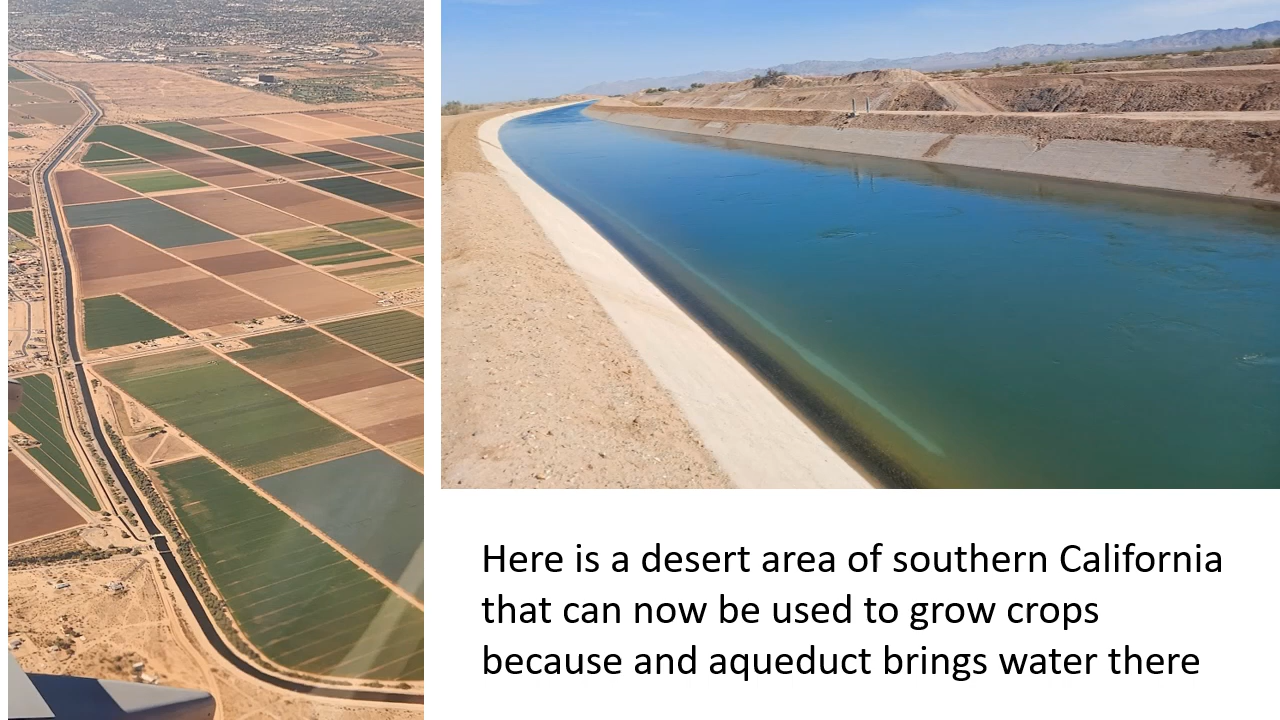 Here is a desert area of southern California
that can now be used to grow crops
because and aqueduct brings water there